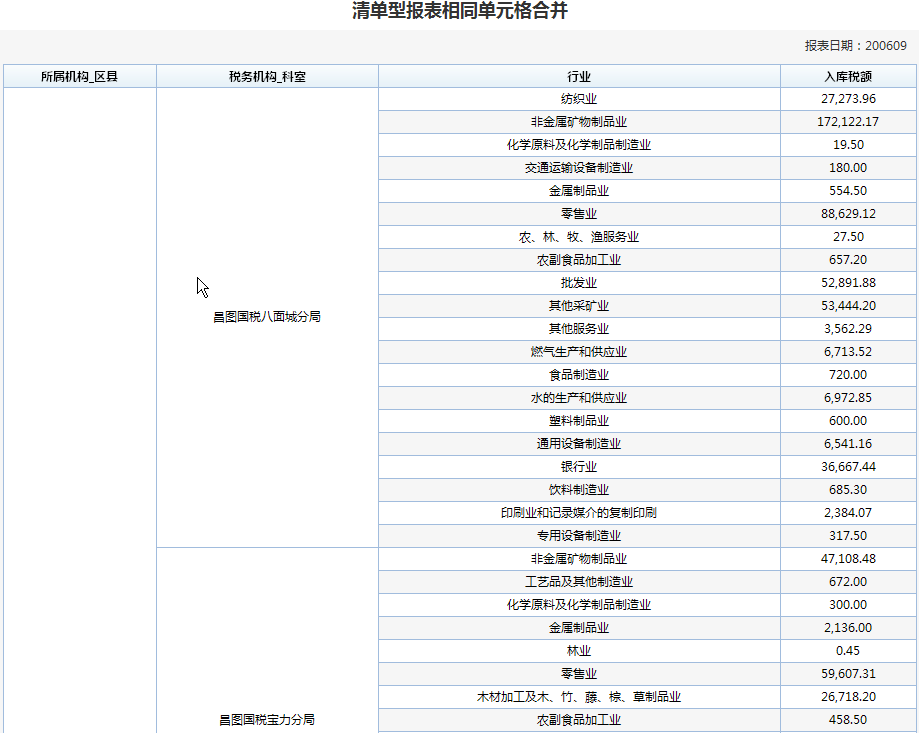 清单型报表相同单元格合并
报表日期：200609
所属机构_区县 税务机构_科室 行业 入库税额
纺织业 27,273.96
非金属矿物制品业 172,122.17
化学原料及化学制品制造业 19.50
交通运输设备制造业 180.00
金属制品业 554.50
零售业 88,629.12
农、林、牧、渔服务业 27.50
农副食品加工业 657.20
批发业 52,891.88
其他采矿业 53,444.20
昌图国税八面城分局
其他服务业 3,562.29
燃气生产和供应业 6,713.52
食品制造业 720.00
水的生产和供应业 6,972.85
塑料制品业 600.00
通用设备制造业 6,541.16
银行业 36,667.44
饮料制造业 685.30
印刷业和记录媒介的复制印刷 2,384.07
专用设备制造业 317.50
非金属矿物制品业 47,108.48
工艺品及其他制造业 672.00
化学原料及化学制品制造业 300.00
金属制品业 2,136.00
林业 0.45
零售业 59,607.31
木材加工及木、竹、藤、棕、草制品业 26,718.20
昌图国税宝力分局 农副食品加工业 458.50